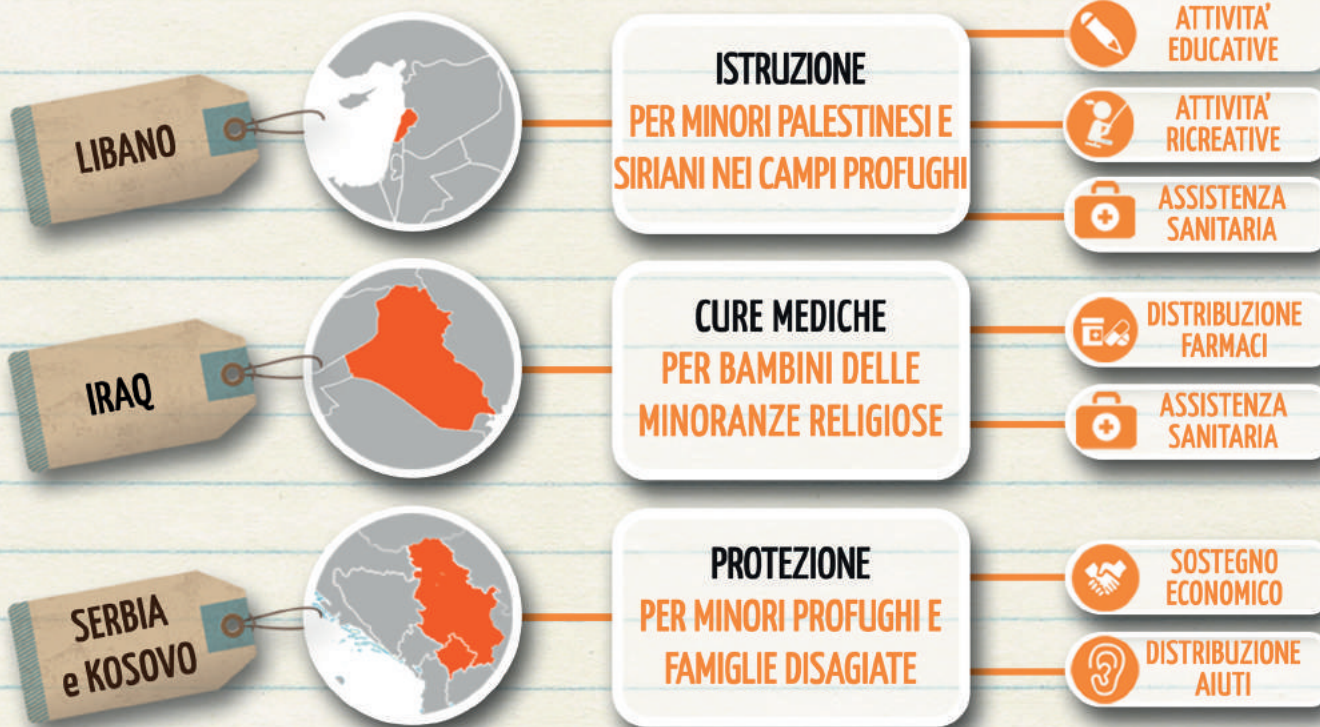 LIBANO
ISTRUZIONE
PER MINORI PALESTINESI E
SIRIANI NEI CAMPI PROFUGHI
ATTIVITA'
EDUCATIVE
ATTIVITA'
RICREATIVE
ASSISTENZA
SANITARIA
IRAQ
CURE MEDICHE
PER BAMBINI DELLE
MINORANZE RELIGIOSE
DISTRIBUZIONE
FARMACI
ASSISTENZA
SANITARIA
SERBIA
e KOSOVO
PROTEZIONE
PER MINORI PROFUGHI E
FAMIGLIE DISAGIATE
SOSTEGNO
ECONOMICO
DISTRIBUZIONE
AIUTI